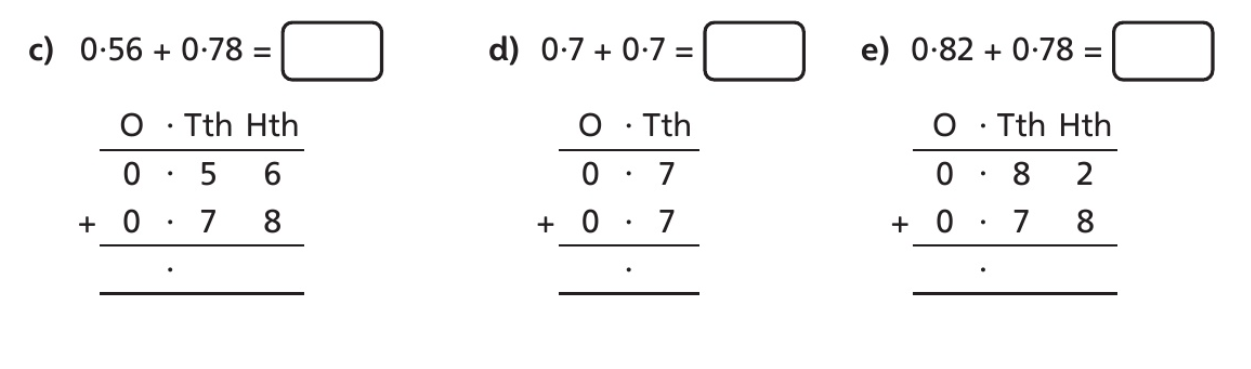 c) 0·56 + 0·78 =
O · Tth Hth
0 · 5 6
+ 0 · 7 8
·
d) 0·7 + 0·7 =
O · Tth
0 · 7
+ 0 · 7
·
e) 0·82 + 0·78 =
O · Tth Hth
0 · 8 2
+ 0 · 7 8
·